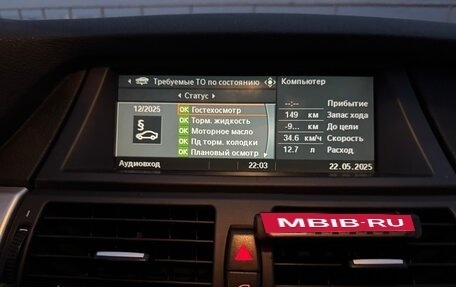 Требуемые ТО по состоянию
Компьютер
Статус
12/2025
OK Гостехосмотр
OK Торм. жидкость
OK Моторное масло
OK Пд торм. колодки
OK Плановый осмотр
§
--:-- Прибытие
149 км Запас хода
-9... км До цели
34.6 км/ч Скорость
12.7 л Расход
Аудиовход
22:03
22.05.2025
MBIB-RU